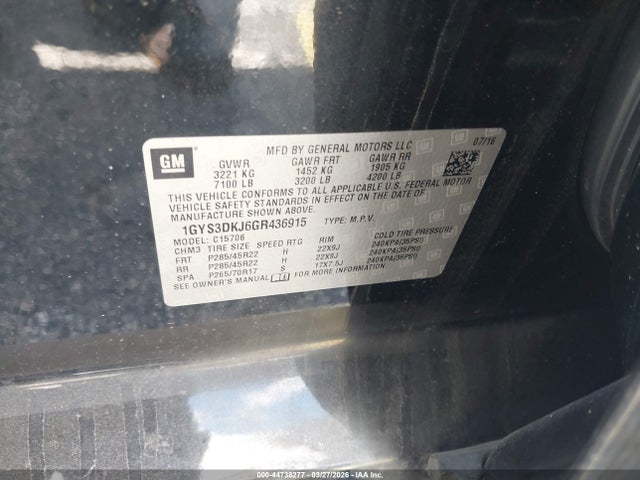 GM
MFD BY GENERAL MOTORS LLC 07/16
GVWR GAWR FRT GAWR RR
3221 KG 1452 KG 1905 KG
7100 LB 3200 LB 4200 LB
THIS VEHICLE CONFORMS TO ALL APPLICABLE U.S. FEDERAL MOTOR
VEHICLE SAFETY STANDARDS IN EFFECT ON THE DATE OF
MANUFACTURE SHOWN ABOVE.
1GYS3DKJ6GR436915 TYPE: M.P.V.
MODEL: C15706
CHM3 TIRE SIZE SPEED RTG RIM COLD TIRE PRESSURE
FRT P285/45R22 H 22X9J 240KPA(35PSI)
RR P285/45R22 H 22X9J 240KPA(35PSI)
SPA P265/70R17 S 17X7.5J 240KPA(35PSI)
SEE OWNER'S MANUAL FOR ADDITIONAL INFORMATION.
000-44738277 - 03/27/2026 - IAA Inc.